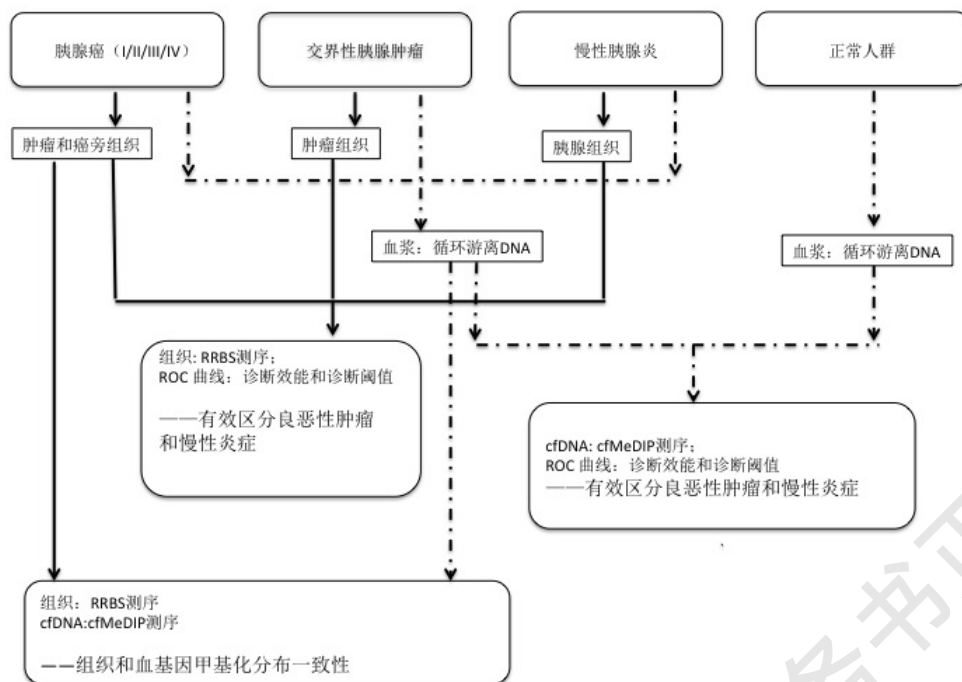 胰腺癌（I/II/III/IV）
交界性胰腺肿瘤
慢性胰腺炎
正常人群
肿瘤和癌旁组织
肿瘤组织
胰腺组织
血浆：循环游离DNA
血浆：循环游离DNA
组织: RRBS测序；
ROC 曲线：诊断效能和诊断阈值
——有效区分良恶性肿瘤
和慢性炎症
cfDNA: cfMeDIP测序；
ROC 曲线：诊断效能和诊断阈值
——有效区分良恶性肿瘤和慢性炎症
组织：RRBS测序
cfDNA:cfMeDIP测序
——组织和血基因甲基化分布一致性
务书正